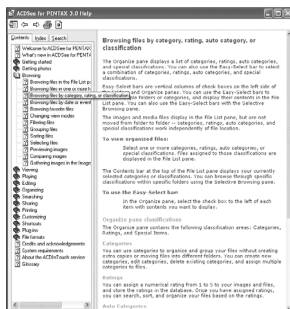 ACDSee for PENTAX 3.0 Help
Contents Index Search
Welcome to ACDSee for PENTAX
What's new in ACDSee for PENTAX
Getting started
Getting photos
Browsing
Browsing files in the File List p
Browsing files in one or more f
Browsing files by category, rating, or classification
Browsing files by date or event
Browsing favorite files
Changing view modes
Filtering files
Grouping files
Sorting files
Selecting files
Previewing images
Comparing images
Gathering images in the Image
Viewing
Playing
Editing
Organizing
Searching
Sharing
Printing
Customizing
Shortcuts
Plug-ins
File formats
Credits and acknowledgements
System requirements
About the ACDInTouch service
Glossary
Browsing files by category, rating, auto category, or
classification
The Organize pane displays a list of categories, ratings, auto categories,
and special classifications. You can also use the Easy-Select bar to select
a combination of categories, ratings, auto categories, and special
classifications.
Easy-Select bars are vertical columns of check boxes on the left side of
the and Organize pane. You can use the Easy-Select bars to
folders or categories, and display their contents in the File
List pane. You can also use the Easy-Select bar with the Selective
Browsing pane.
The images and media files display in the File List pane, but are not
moved from folder to folder -- categories, ratings, auto categories, and
special classifications work independently of file location.
To view organized files:
Select one or more categories, ratings, auto categories, or
special classifications. Files assigned to those classifications are
displayed in the File List pane.
The Contents bar at the top of the File List pane displays your currently
selected categories or classifications. You can browse through specific
classifications within specific folders using the Selective Browsing pane.
To use the Easy-Select bar:
In the Organize pane, select the check box to the left of each
item with contents you want to display.
Organize pane classifications
The Organize pane contains the following classification areas: Categories,
Ratings, and Special Items.
Categories
You can use categories to organize and group your files without creating
extra copies or moving files into different folders. You can create new
categories, edit categories, delete existing categories, and assign multiple
categories to files.
Ratings
You can assign a numerical rating from 1 to 5 to your images and files,
and store the ratings in the database. Once you have assigned ratings,
you can search, sort, and organize your files based on the ratings.
Auto Categories